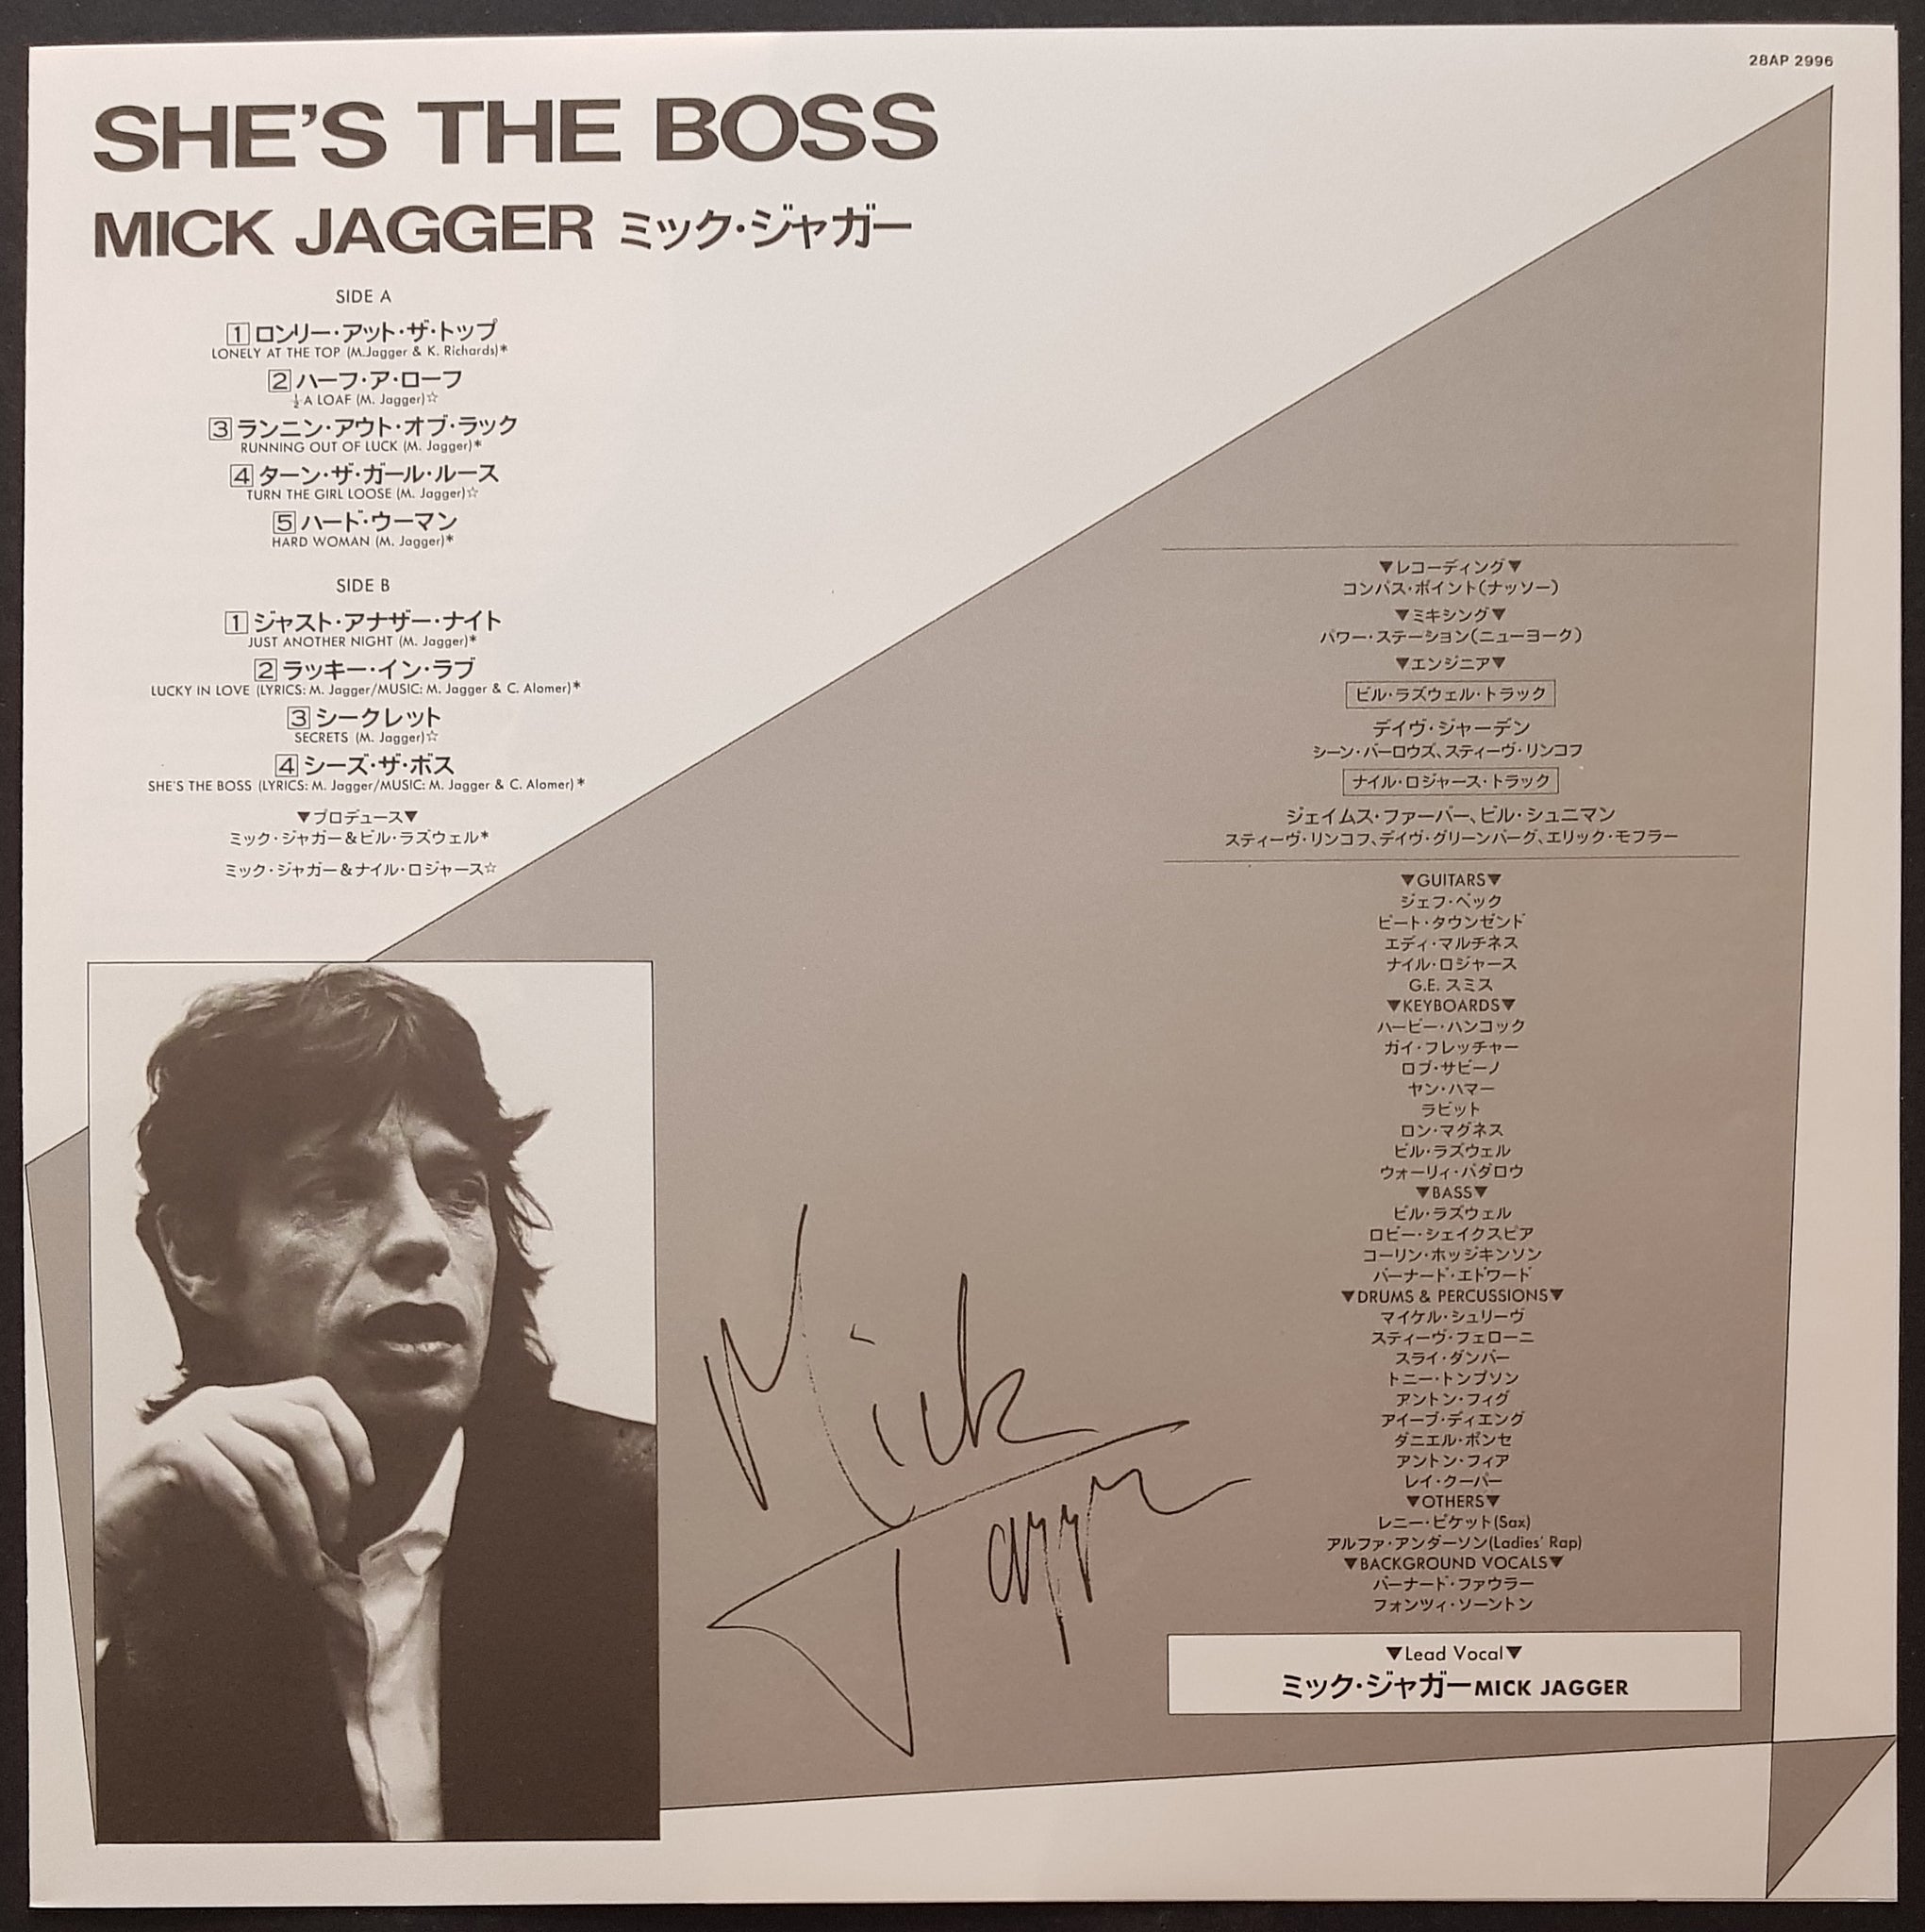 28AP 2996
SHE'S THE BOSS
MICK JAGGER ミック・ジャガー
SIDE A
1 ロンリー・アット・ザ・トップ
LONELY AT THE TOP (M.Jagger & K. Richards)*
2 ハーフ・ア・ローフ
½ A LOAF (M. Jagger)☆
3 ランニン・アウト・オブ・ラック
RUNNING OUT OF LUCK (M. Jagger)*
4 ターン・ザ・ガール・ルース
TURN THE GIRL LOOSE (M. Jagger)☆
5 ハード・ウーマン
HARD WOMAN (M. Jagger)*
SIDE B
1 ジャスト・アナザー・ナイト
JUST ANOTHER NIGHT (M. Jagger)*
2 ラッキー・イン・ラブ
LUCKY IN LOVE (LYRICS: M. Jagger/MUSIC: M. Jagger & C. Alomer)*
3 シークレット
SECRETS (M. Jagger)☆
4 シーズ・ザ・ボス
SHE'S THE BOSS (LYRICS: M. Jagger/MUSIC: M. Jagger & C. Alomer)*
▼プロデュース▼
ミック・ジャガー&ビル・ラズウェル*
ミック・ジャガー&ナイル・ロジャース☆
Mick
Jagger
▼レコーディング▼
コンパス・ポイント(ナッソー)
▼ミキシング▼
パワー・ステーション(ニューヨーク)
▼エンジニア▼
ビル・ラズウェル・トラック
デイヴ・ジャーデン
シーン・バーロウズ、スティーヴ・リンコフ
ナイル・ロジャース・トラック
ジェイムス・ファーバー、ビル・シュニマン
スティーヴ・リンコフ、デイヴ・グリーンバーグ、エリック・モフラー
▼GUITARS▼
ジェフ・ベック
ピート・タウンゼンド
エディ・マルチネス
ナイル・ロジャース
G.E. スミス
▼KEYBOARDS▼
ハービー・ハンコック
ガイ・フレッチャー
ロブ・サビーノ
ヤン・ハマー
ラビット
ロン・マグネス
ビル・ラズウェル
ウォーリィ・バダロウ
▼BASS▼
ビル・ラズウェル
ロビー・シェイクスピア
コーリン・ホッジキンソン
バーナード・エドワード
▼DRUMS & PERCUSSIONS▼
マイケル・シュリーヴ
スティーヴ・フェローニ
スライ・ダンバー
トニー・トンプソン
アントン・フィグ
アイーブ・ディエング
ダニエル・ポンセ
アントン・フィア
レイ・クーパー
▼OTHERS▼
レニー・ピケット(Sax)
アルファ・アンダーソン(Ladies' Rap)
▼BACKGROUND VOCALS▼
バーナード・ファウラー
フォンツィ・ソーントン
▼Lead Vocal▼
ミック・ジャガー MICK JAGGER